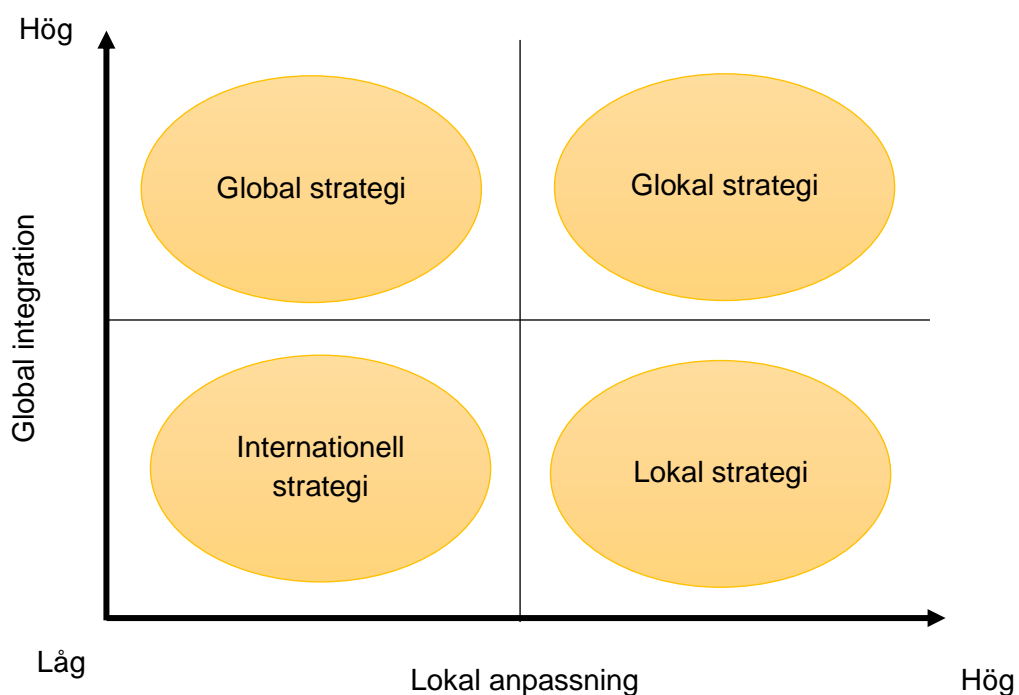 Hög
Global strategi
Glokal strategi
Global integration
Internationell
strategi
Lokal strategi
Låg
Lokal anpassning
Hög